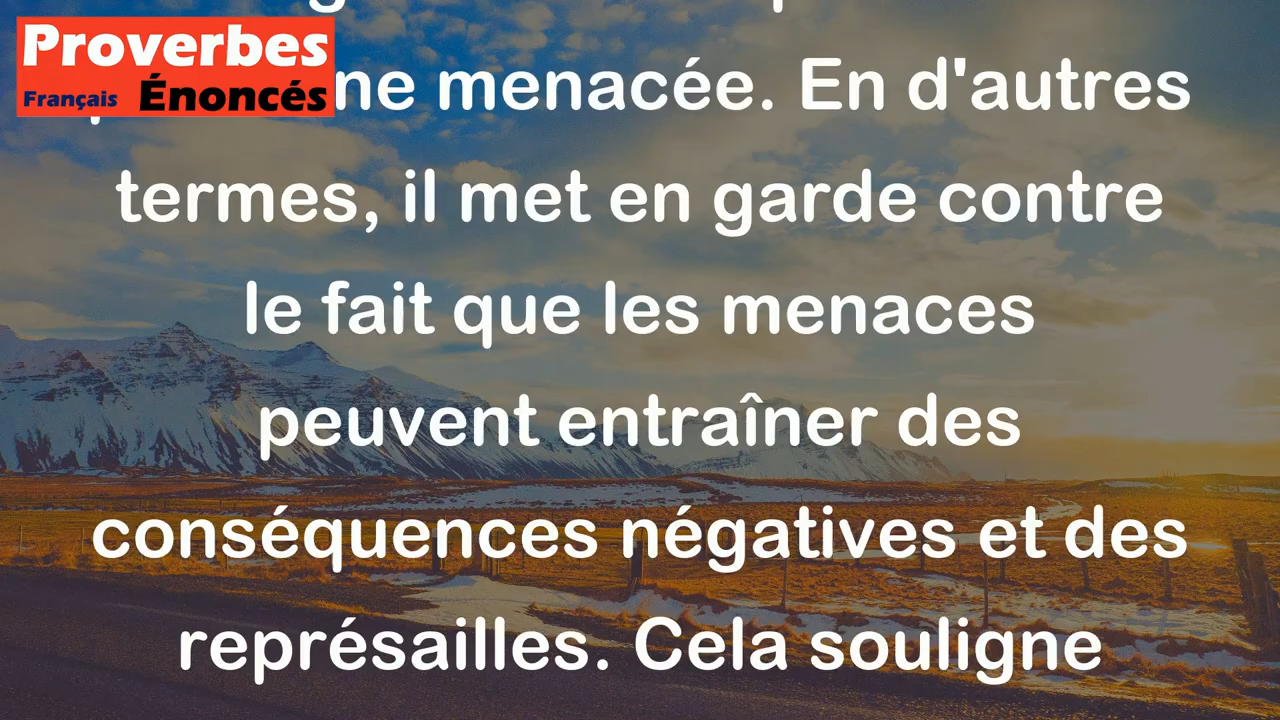 Proverbes
Français Énoncés
ne menacée. En d'autres
termes, il met en garde contre
le fait que les menaces
peuvent entraîner des
conséquences négatives et des
représailles. Cela souligne